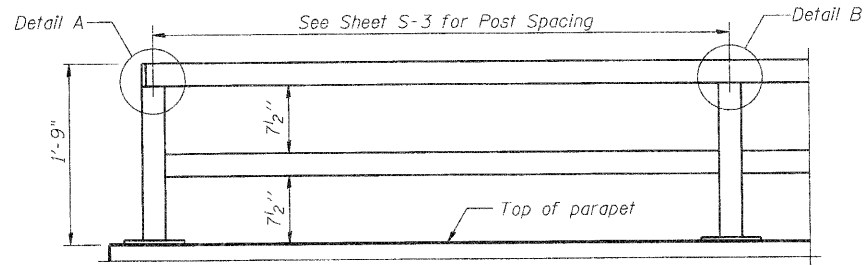 Detail A
See Sheet S-3 for Post Spacing
Detail B
1'-9"
7½"
7½"
Top of parapet